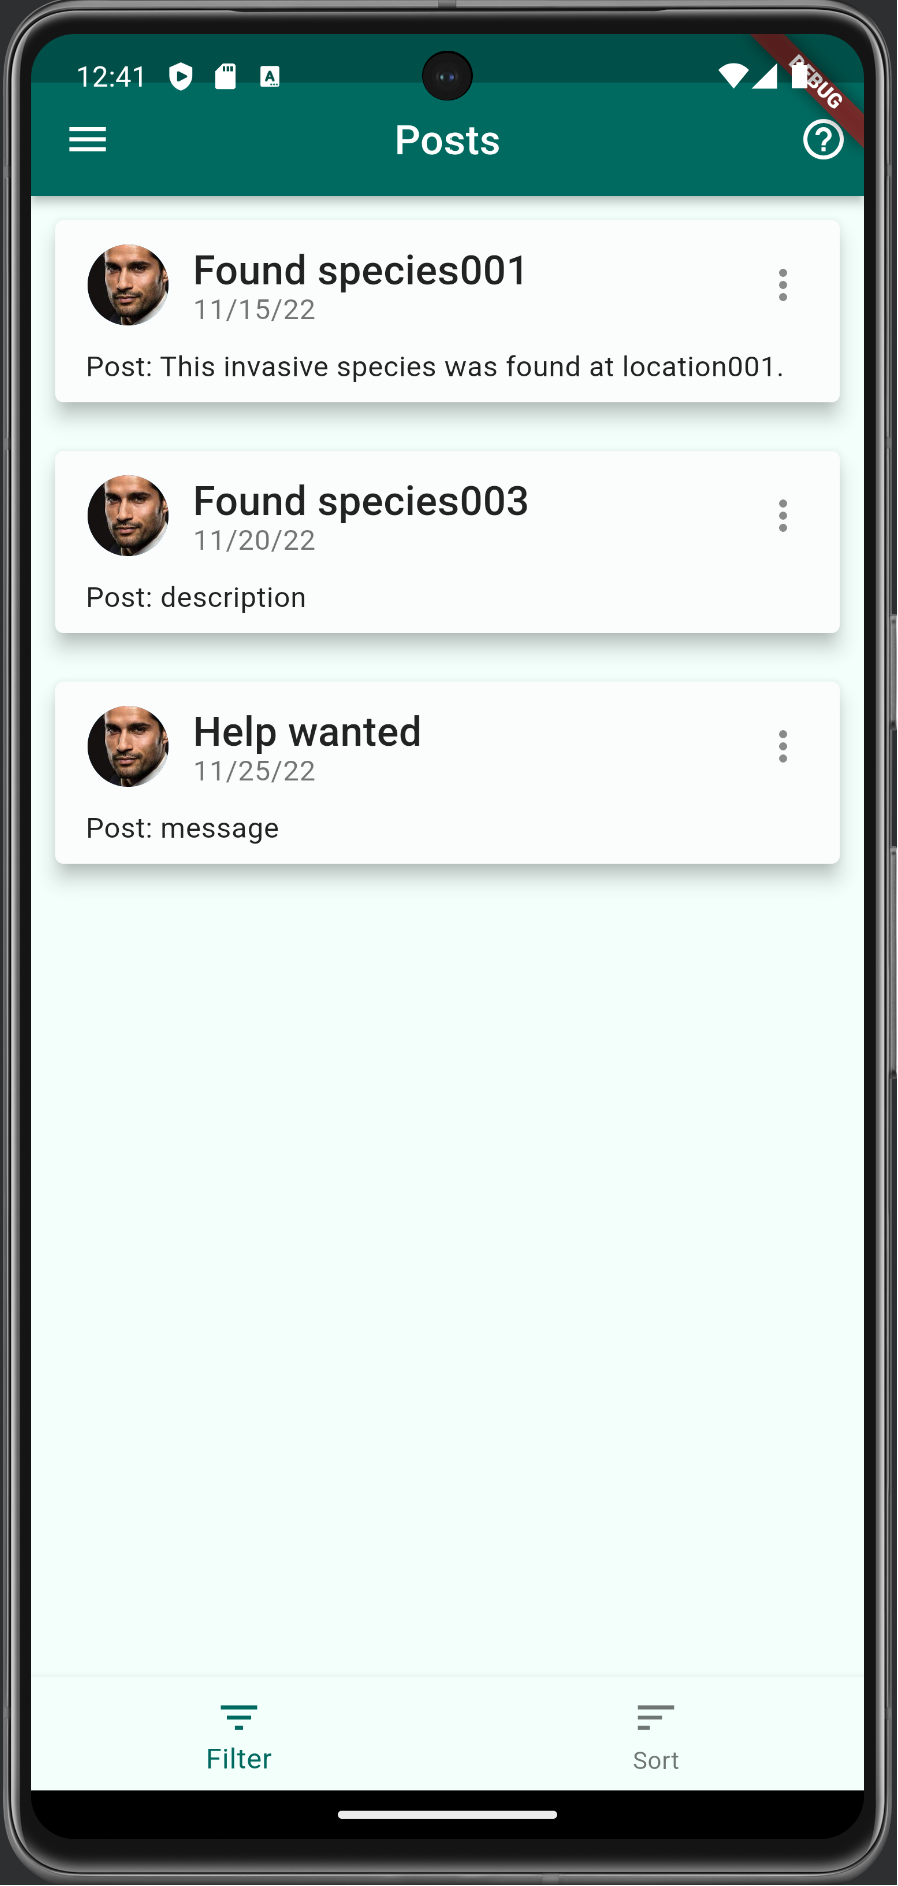 12:41
DEBUG
Posts
Found species001
11/15/22
Post: This invasive species was found at location001.
Found species003
11/20/22
Post: description
Help wanted
11/25/22
Post: message
Filter
Sort